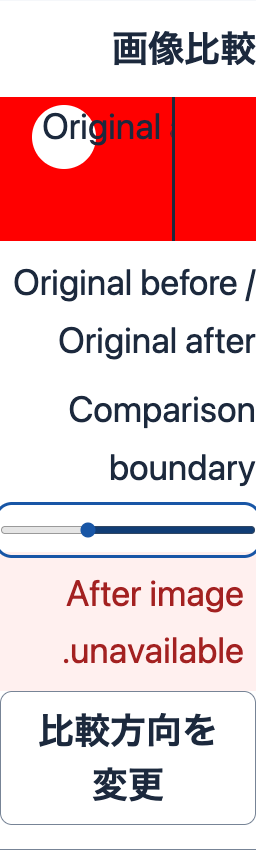 画像比較
Original
Original before /
Original after
Comparison
boundary
After image
.unavailable
比較方向を
変更